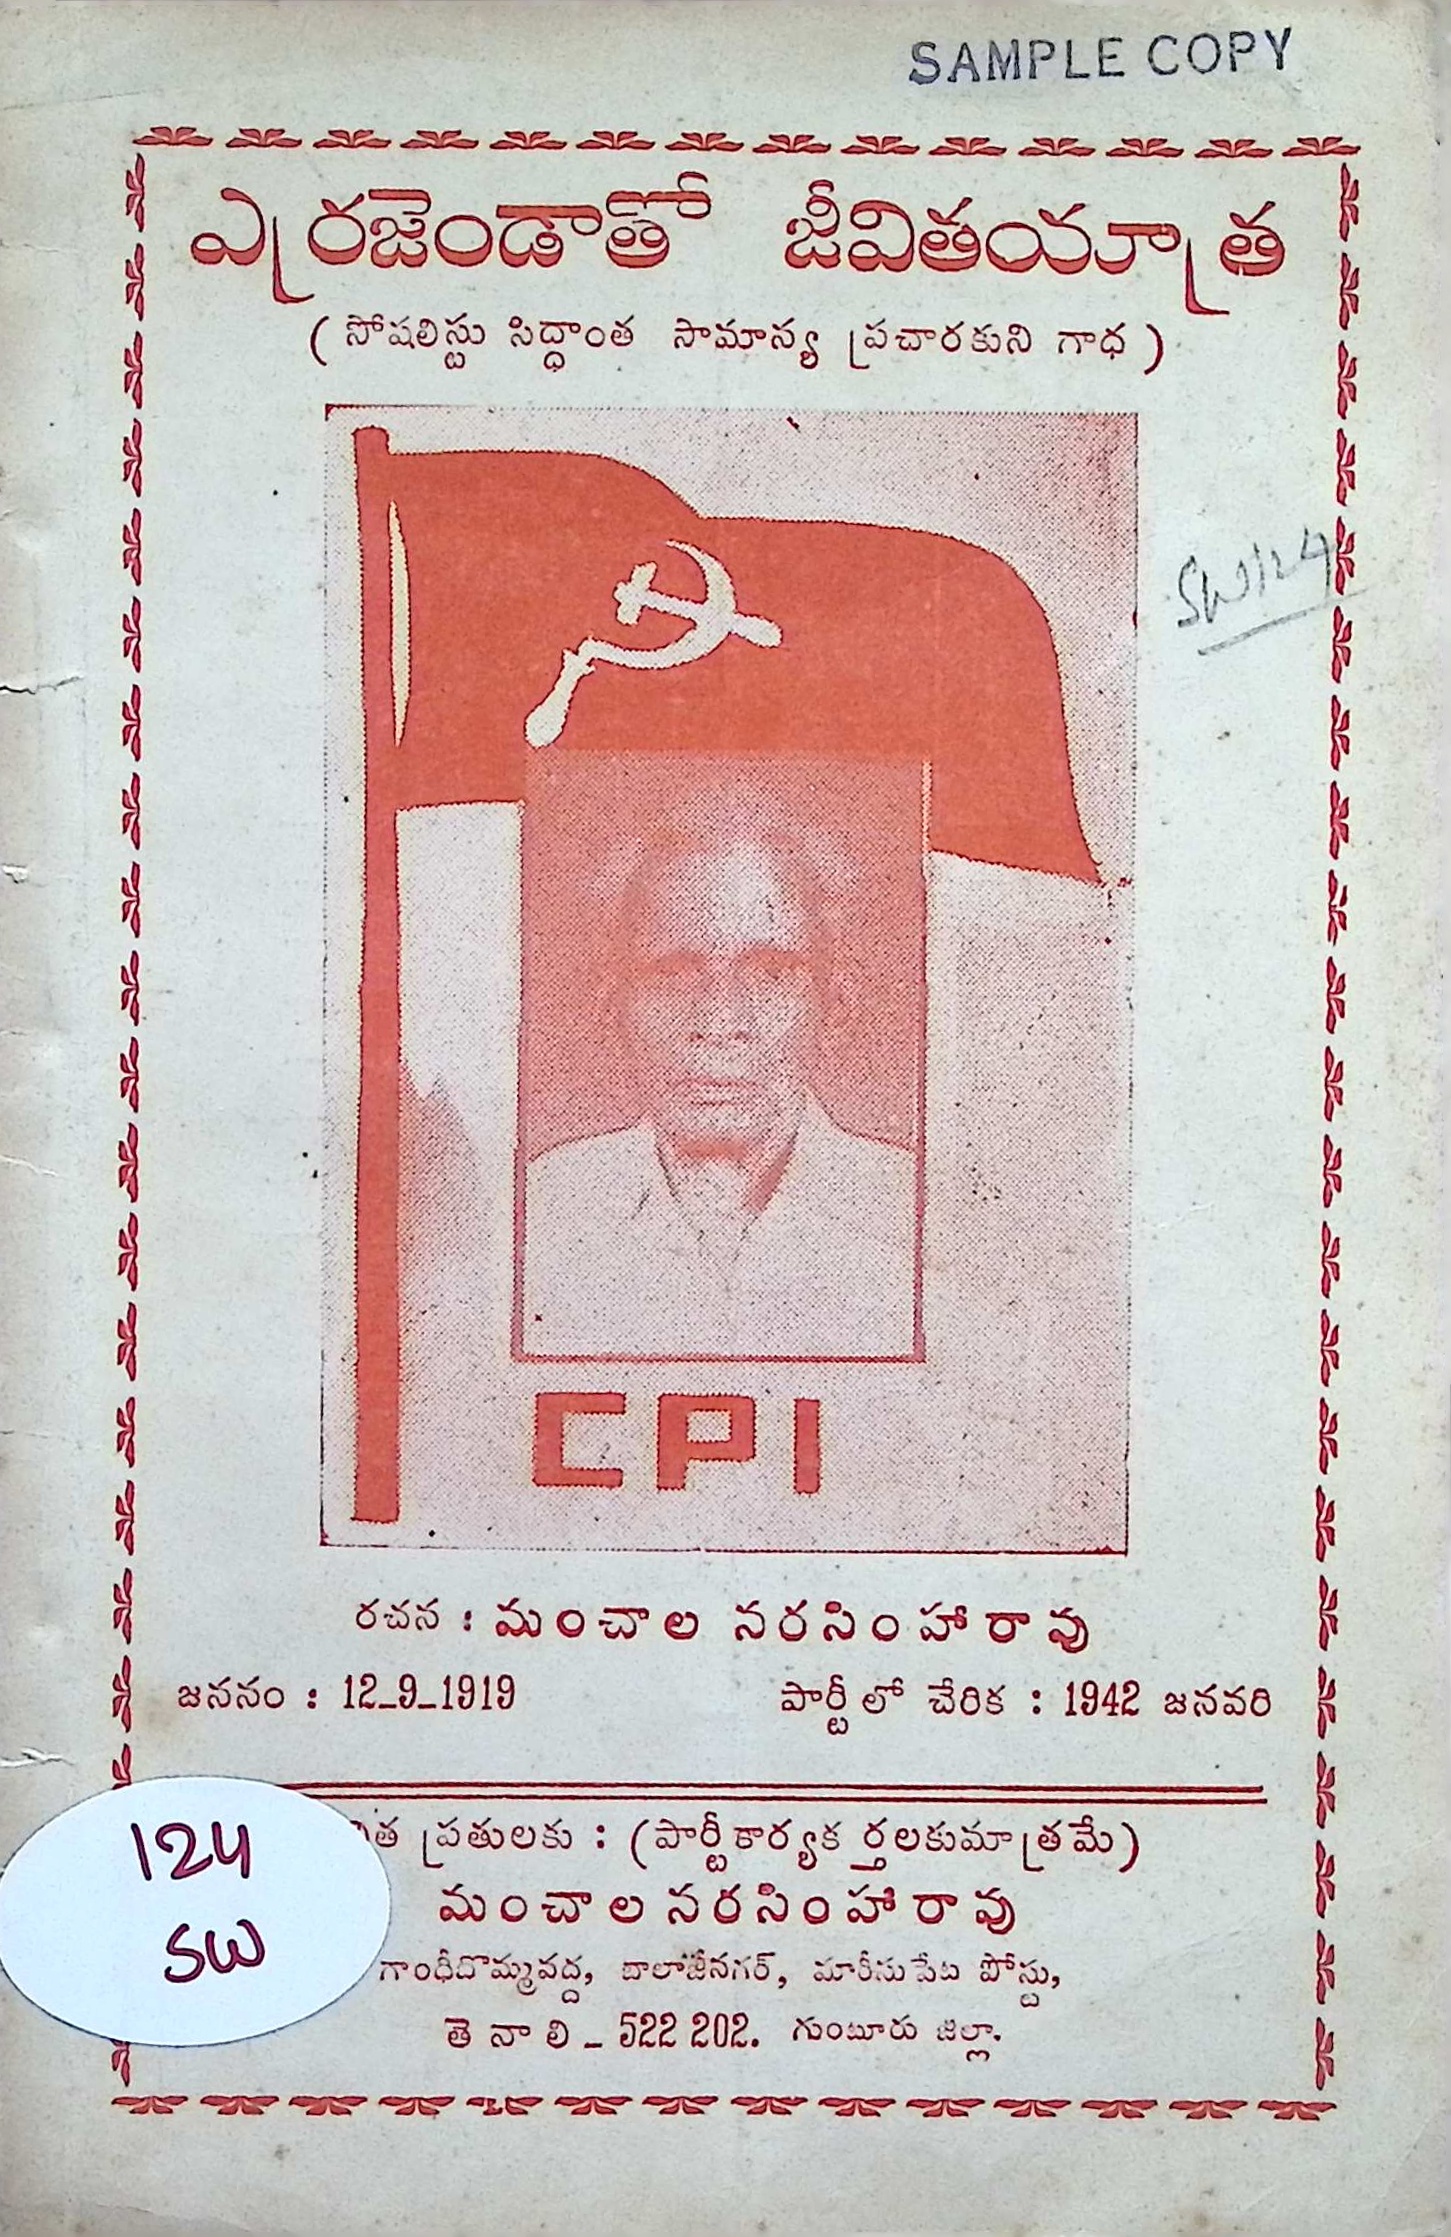 SAMPLE COPY
ఎర్రజెండాతో జీవితయాత్ర
( సోషలిస్టు సిద్ధాంత సామాన్య ప్రచారకుని గాధ )
SW124
CPI
రచన : మంచాల నరసింహారావు
జననం : 12-9-1919 పార్టీలో చేరిక : 1942 జనవరి
ప్రతులకు : (పార్టీకార్యకర్తలకుమాత్రమే)
మంచాల నరసింహారావు
గాంధీబొమ్మవద్ద, బాలాజీనగర్, మారీసుపేట పోస్టు,
తెనాలి - 522 202. గుంటూరు జిల్లా.
124
SW